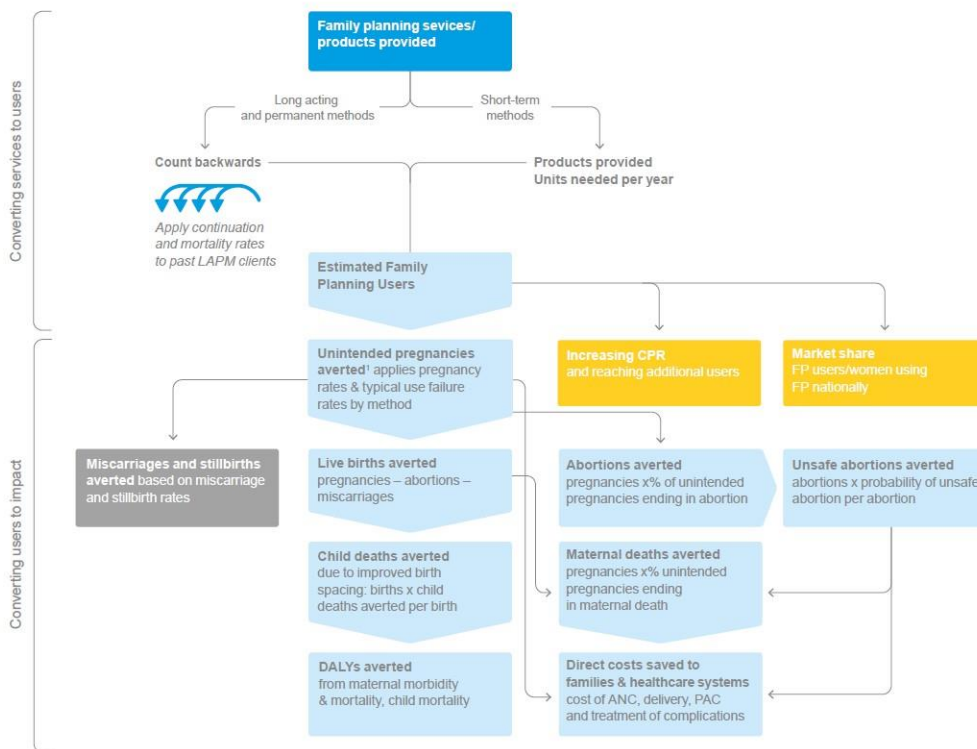 Converting services to users
Family planning sevices/
products provided
Long acting
and permanent methods
Short-term
methods
Count backwards
Products provided
Units needed per year
Apply continuation
and mortality rates
to past LAPM clients
Estimated Family
Planning Users
Converting users to impact
Unintended pregnancies
averted¹ applies pregnancy
rates & typical use failure
rates by method
Increasing CPR
and reaching additional users
Market share
FP users/women using
FP nationally
Miscarriages and stillbirths
averted based on miscarriage
and stillbirth rates
Live births averted
pregnancies – abortions –
miscarriages
Abortions averted
pregnancies x% of unintended
pregnancies ending in abortion
Unsafe abortions averted
abortions x probability of unsafe
abortion per abortion
Child deaths averted
due to improved birth
spacing: births x child
deaths averted per birth
Maternal deaths averted
pregnancies x% unintended
pregnancies ending
in maternal death
DALYs averted
from maternal morbidity
& mortality, child mortality
Direct costs saved to
families & healthcare systems
cost of ANC, delivery, PAC
and treatment of complications